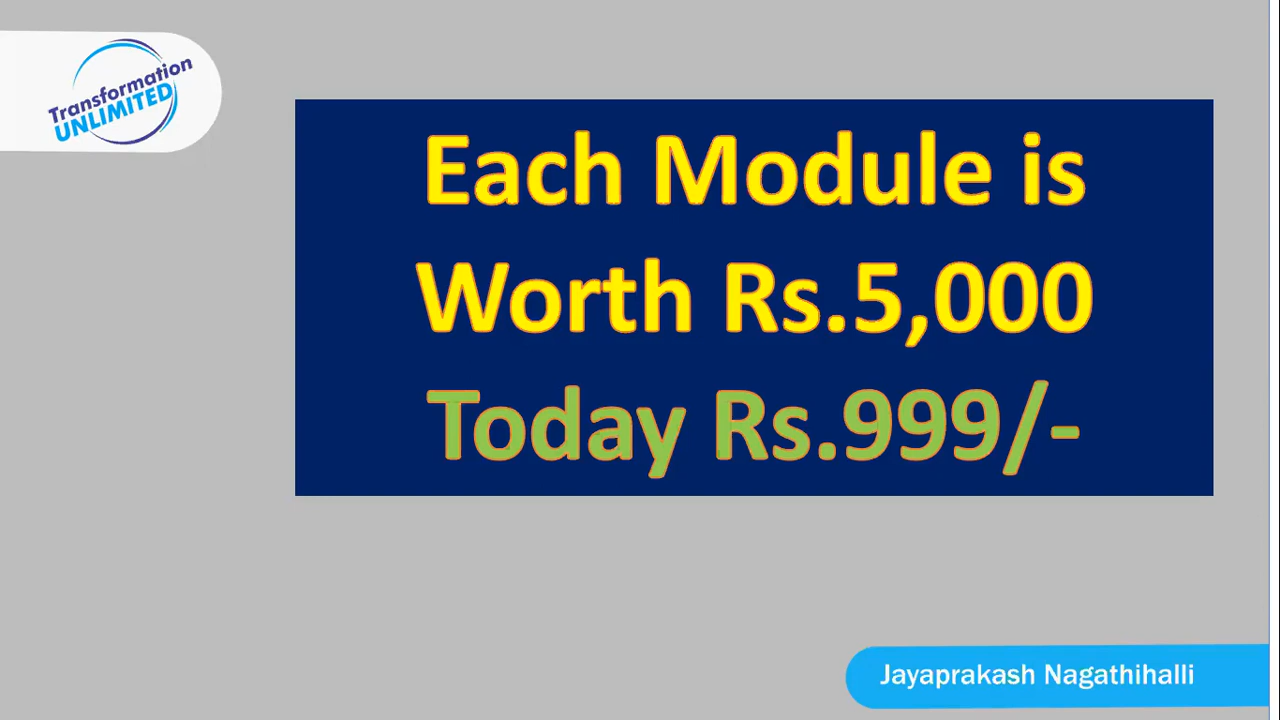 Transformation
UNLIMITED
Each Module is
Worth Rs.5,000
Today Rs.999/-
Jayaprakash Nagathihalli